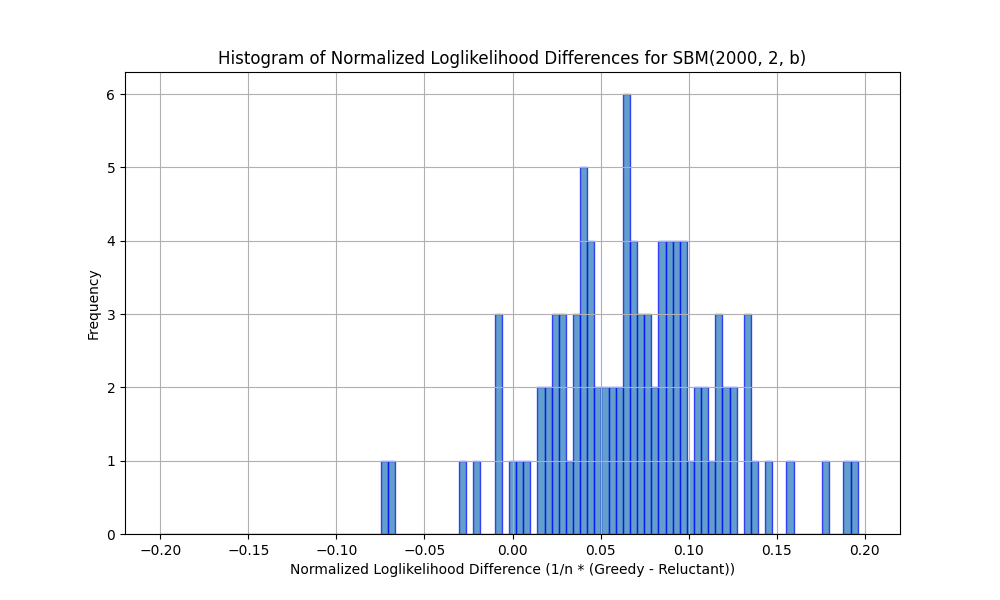 Histogram of Normalized Loglikelihood Differences for SBM(2000, 2, b)
6
5
4
3
2
1
0
Frequency
−0.20 −0.15 −0.10 −0.05 0.00 0.05 0.10 0.15 0.20
Normalized Loglikelihood Difference (1/n * (Greedy - Reluctant))